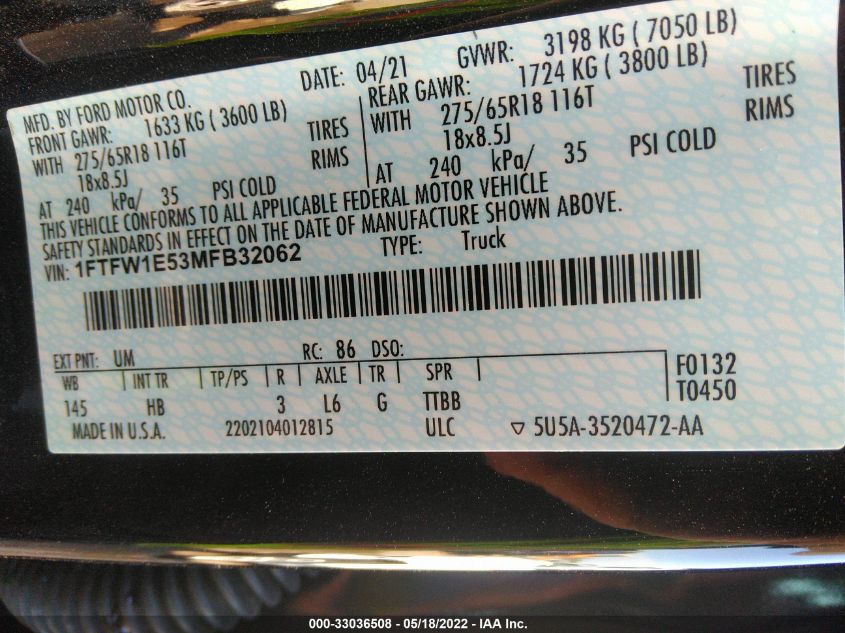 MFD. BY FORD MOTOR CO.
DATE: 04/21
GVWR: 3198 KG ( 7050 LB)
FRONT GAWR: 1633 KG ( 3600 LB)
REAR GAWR: 1724 KG ( 3800 LB)
WITH 275/65R18 116T TIRES
WITH 275/65R18 116T TIRES
18x8.5J RIMS
18x8.5J RIMS
AT 240 kPa/ 35 PSI COLD
AT 240 kPa/ 35 PSI COLD
THIS VEHICLE CONFORMS TO ALL APPLICABLE FEDERAL MOTOR VEHICLE
SAFETY STANDARDS IN EFFECT ON THE DATE OF MANUFACTURE SHOWN ABOVE.
VIN: 1FTFW1E53MFB32062 TYPE: Truck
EXT PNT: UM RC: 86 DSO:
WB INT TR TP/PS R AXLE TR SPR F0132
145 HB 3 L6 G TTBB T0450
MADE IN U.S.A. 2202104012815 ULC ▽ 5U5A-3520472-AA
000-33036508 - 05/18/2022 - IAA Inc.